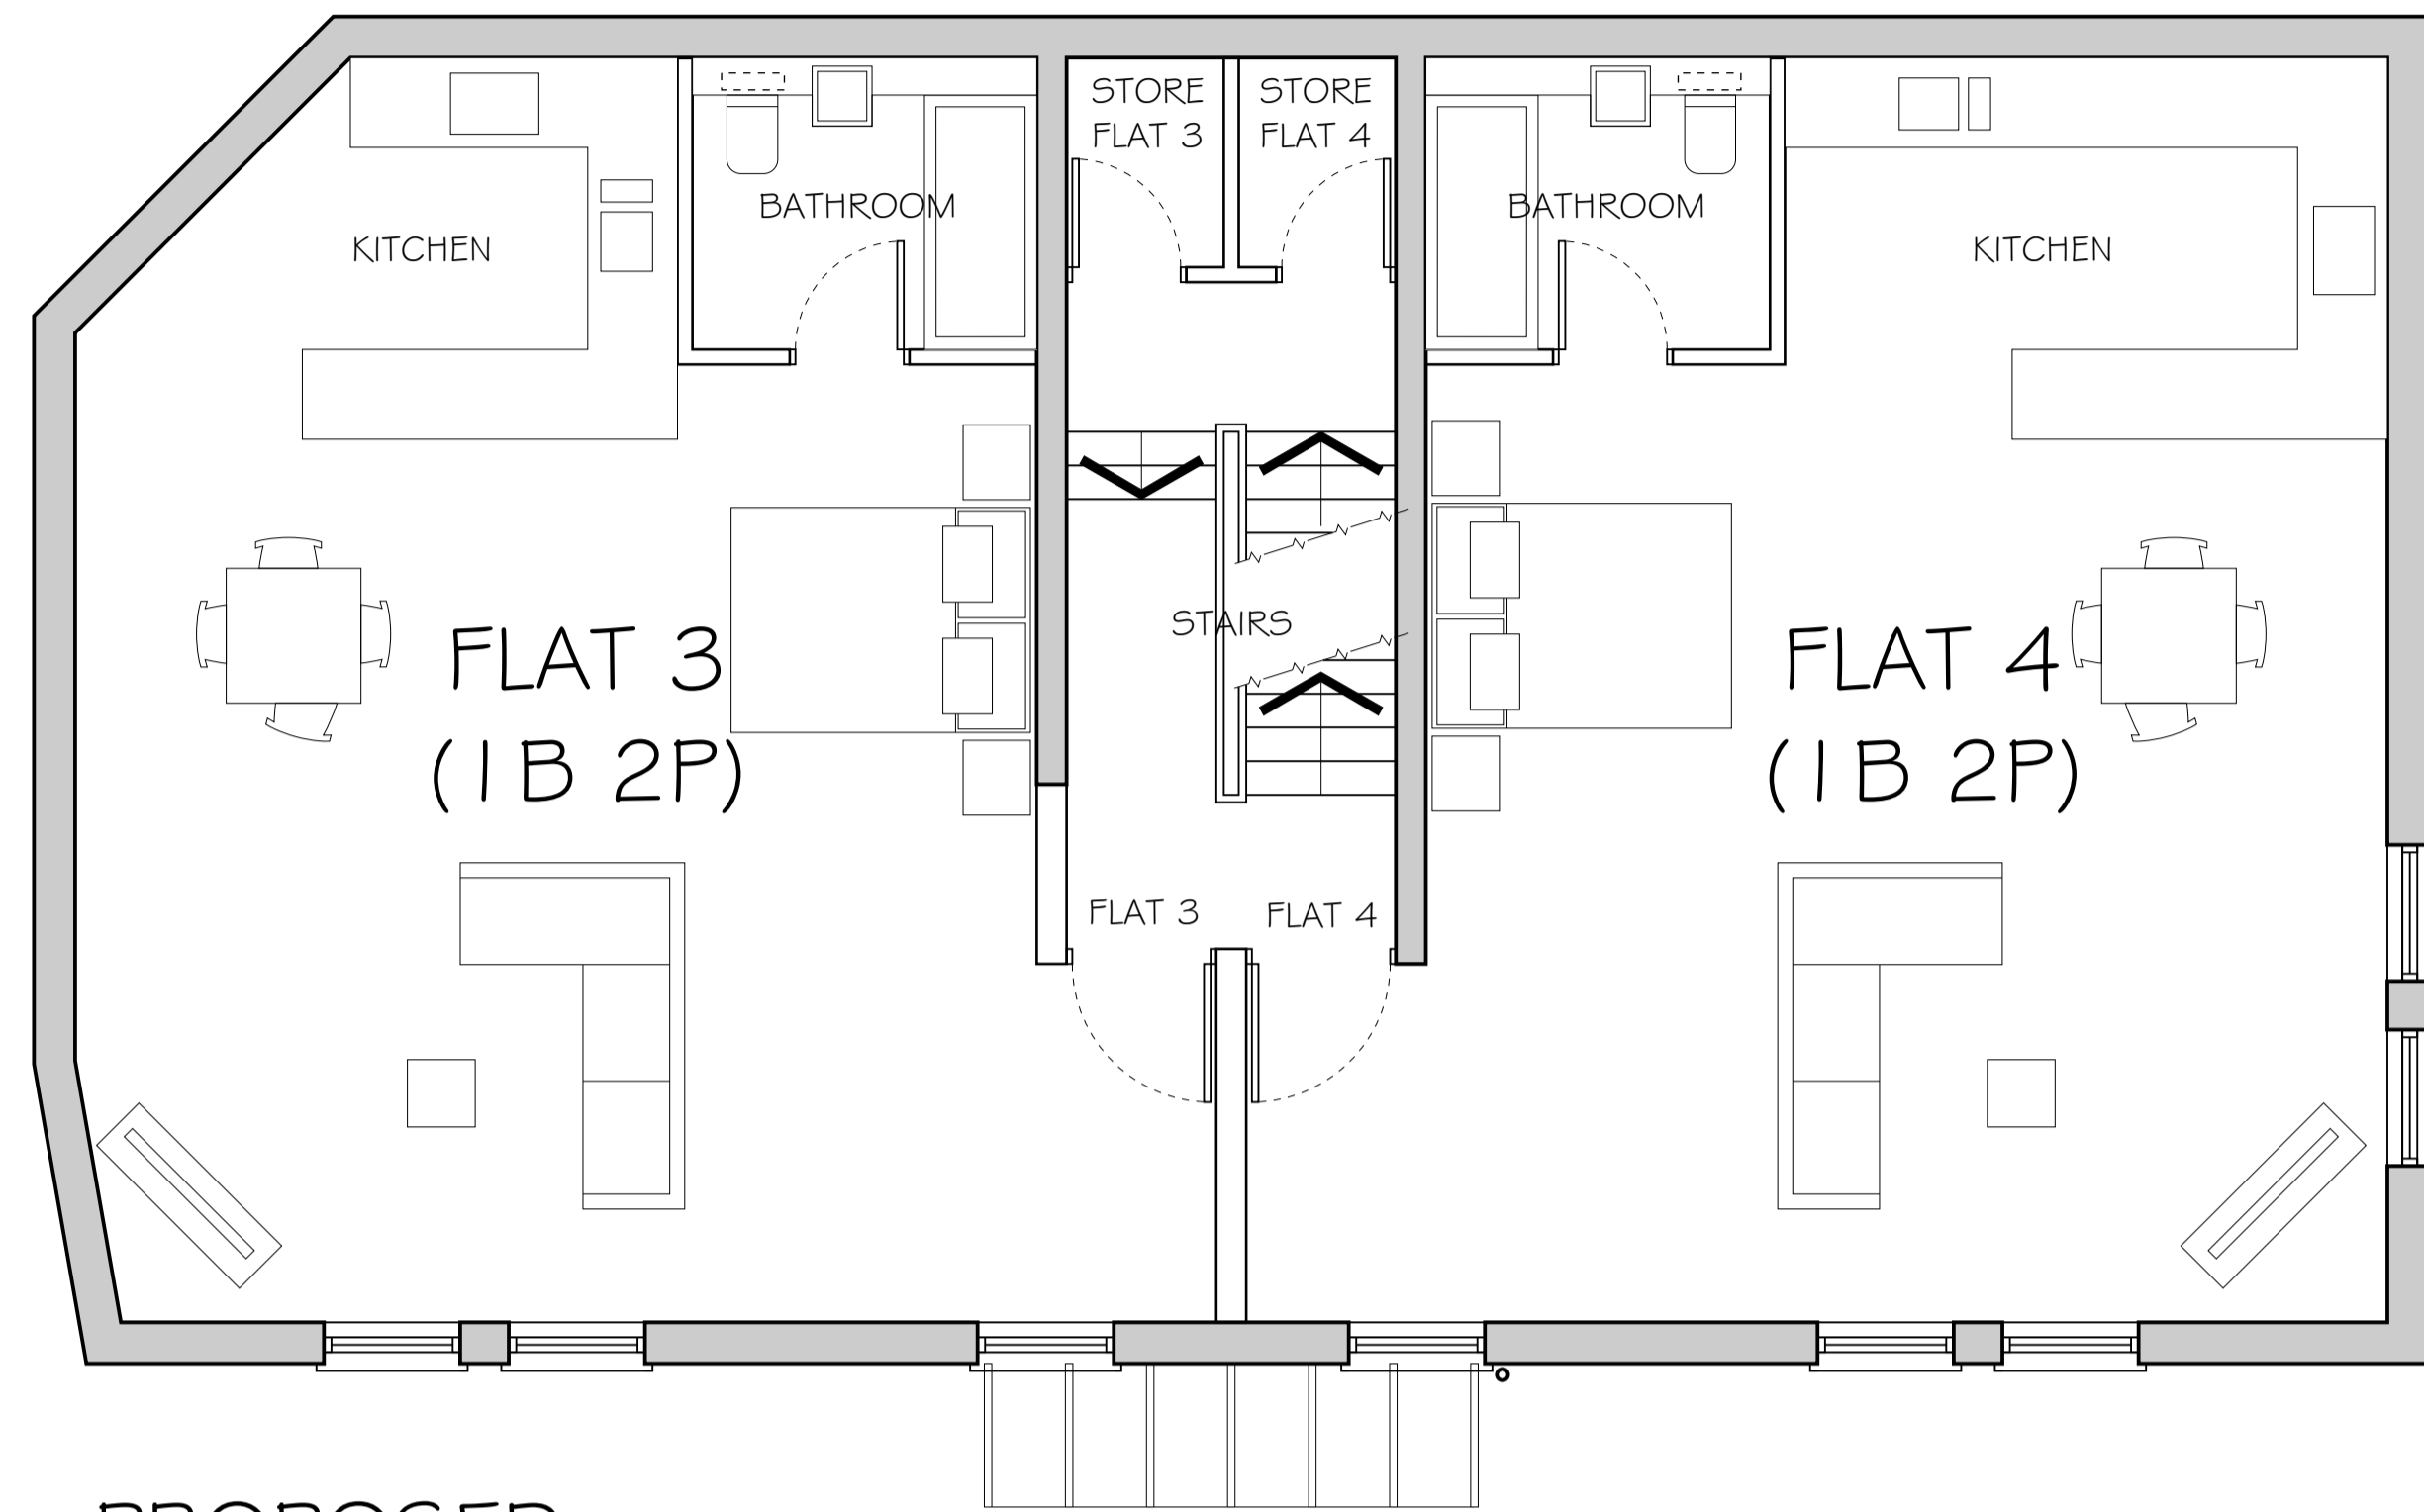 STORE
FLAT 3
STORE
FLAT 4
BATHROOM
BATHROOM
KITCHEN
KITCHEN
STAIRS
FLAT 3
(1B 2P)
FLAT 4
(1B 2P)
FLAT 3
FLAT 4
PROPOSED